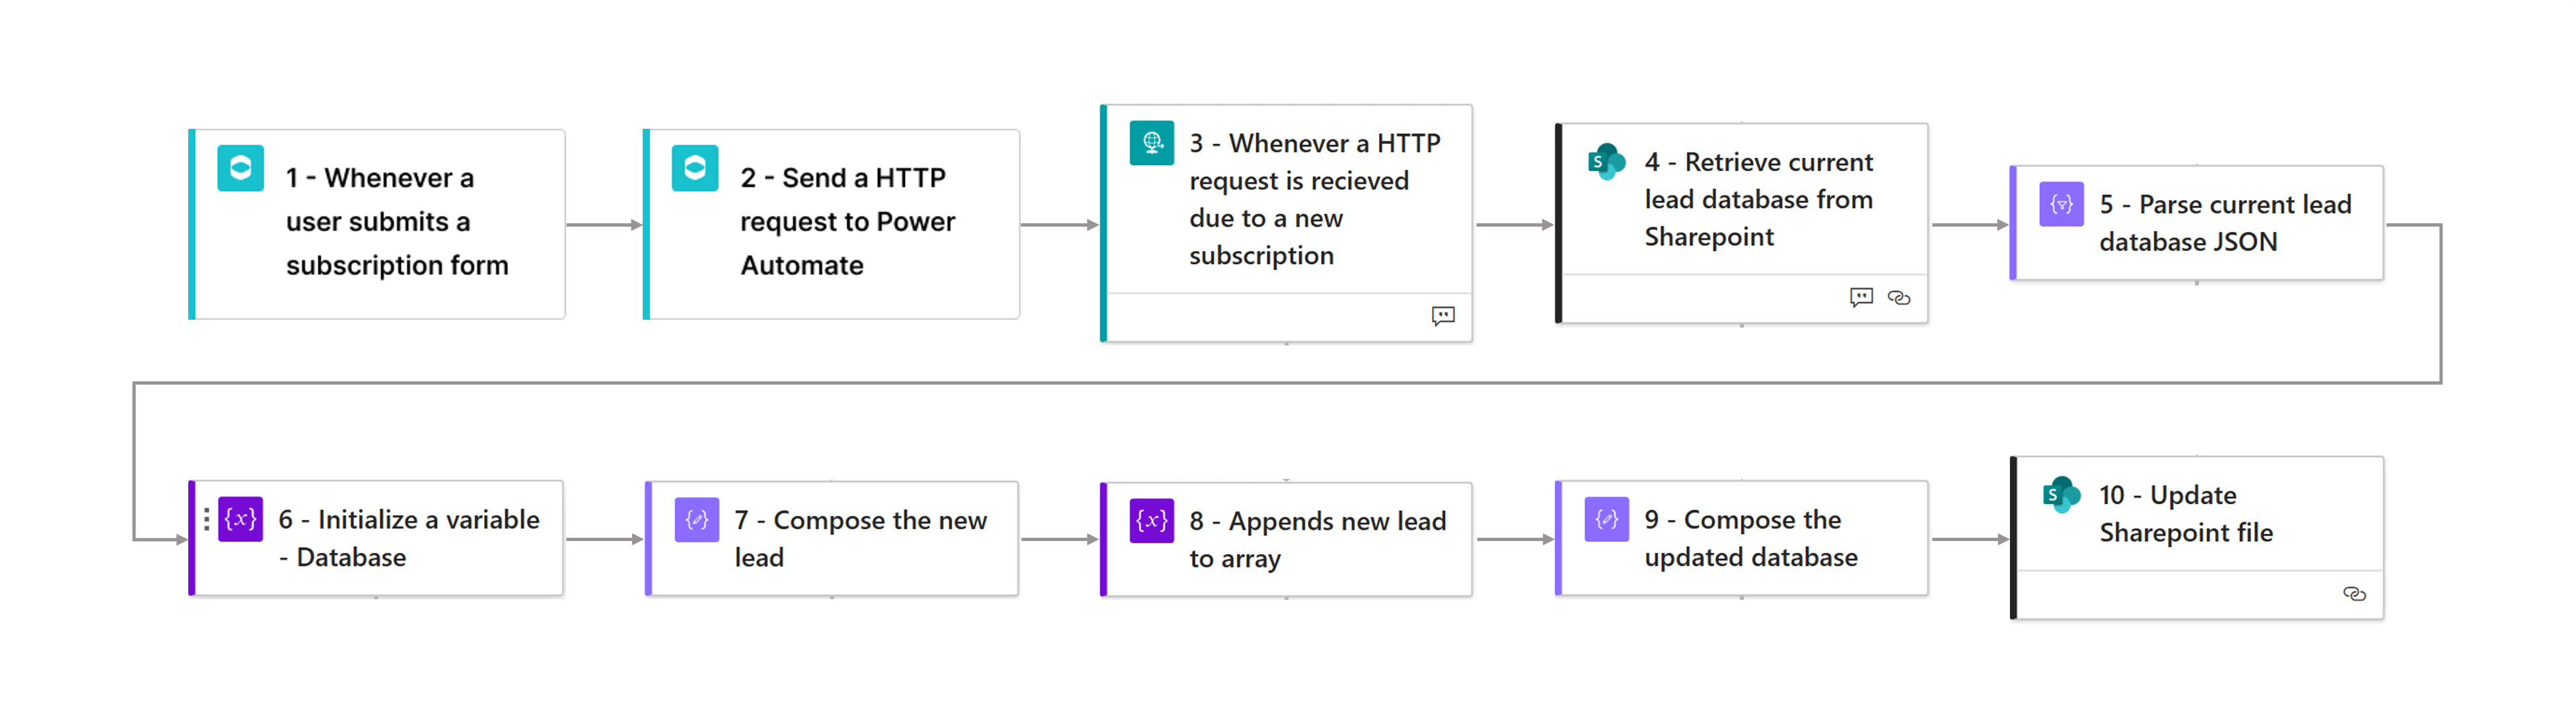 1 - Whenever a
user submits a
subscription form
2 - Send a HTTP
request to Power
Automate
3 - Whenever a HTTP
request is recieved
due to a new
subscription
4 - Retrieve current
lead database from
Sharepoint
5 - Parse current lead
database JSON
6 - Initialize a variable
- Database
7 - Compose the new
lead
8 - Appends new lead
to array
9 - Compose the
updated database
10 - Update
Sharepoint file